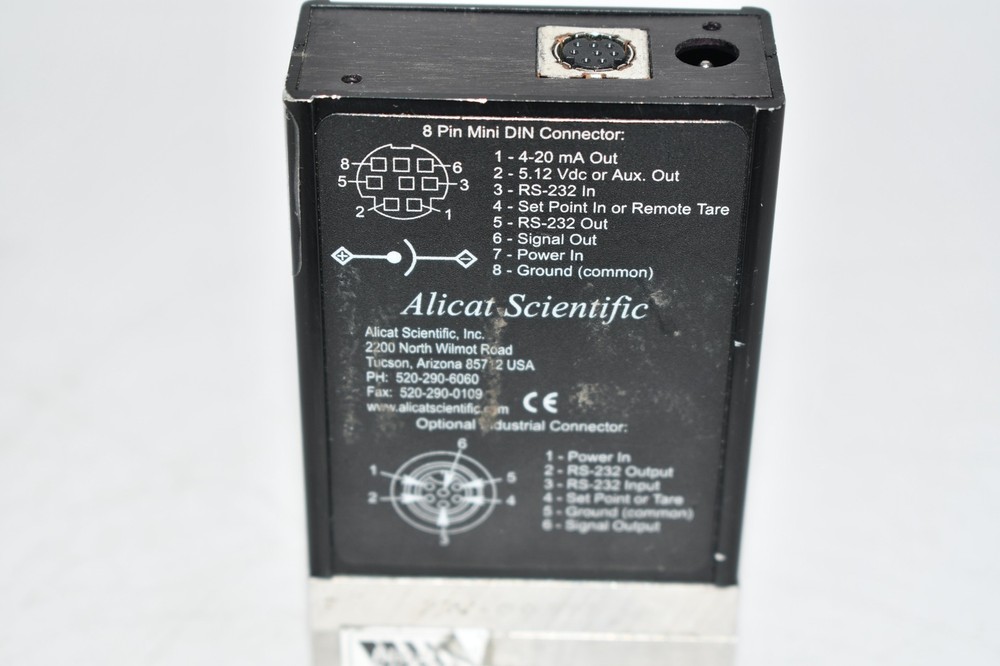 8 Pin Mini DIN Connector:
8
6
5
3
2
1
1 - 4-20 mA Out
2 - 5.12 Vdc or Aux. Out
3 - RS-232 In
4 - Set Point In or Remote Tare
5 - RS-232 Out
6 - Signal Out
7 - Power In
8 - Ground (common)
+
−
Alicat Scientific
Alicat Scientific, Inc.
2200 North Wilmot Road
Tucson, Arizona USA
PH: 520-290-6060
Fax: 520-290-0109
CE
Optional Connector:
6
1
5
2
4
3
1 - Power In
2 - RS-232 Output
3 - RS-232 Input
4 - Set Point or Tare
5 - Ground (common)
6 - Signal Output